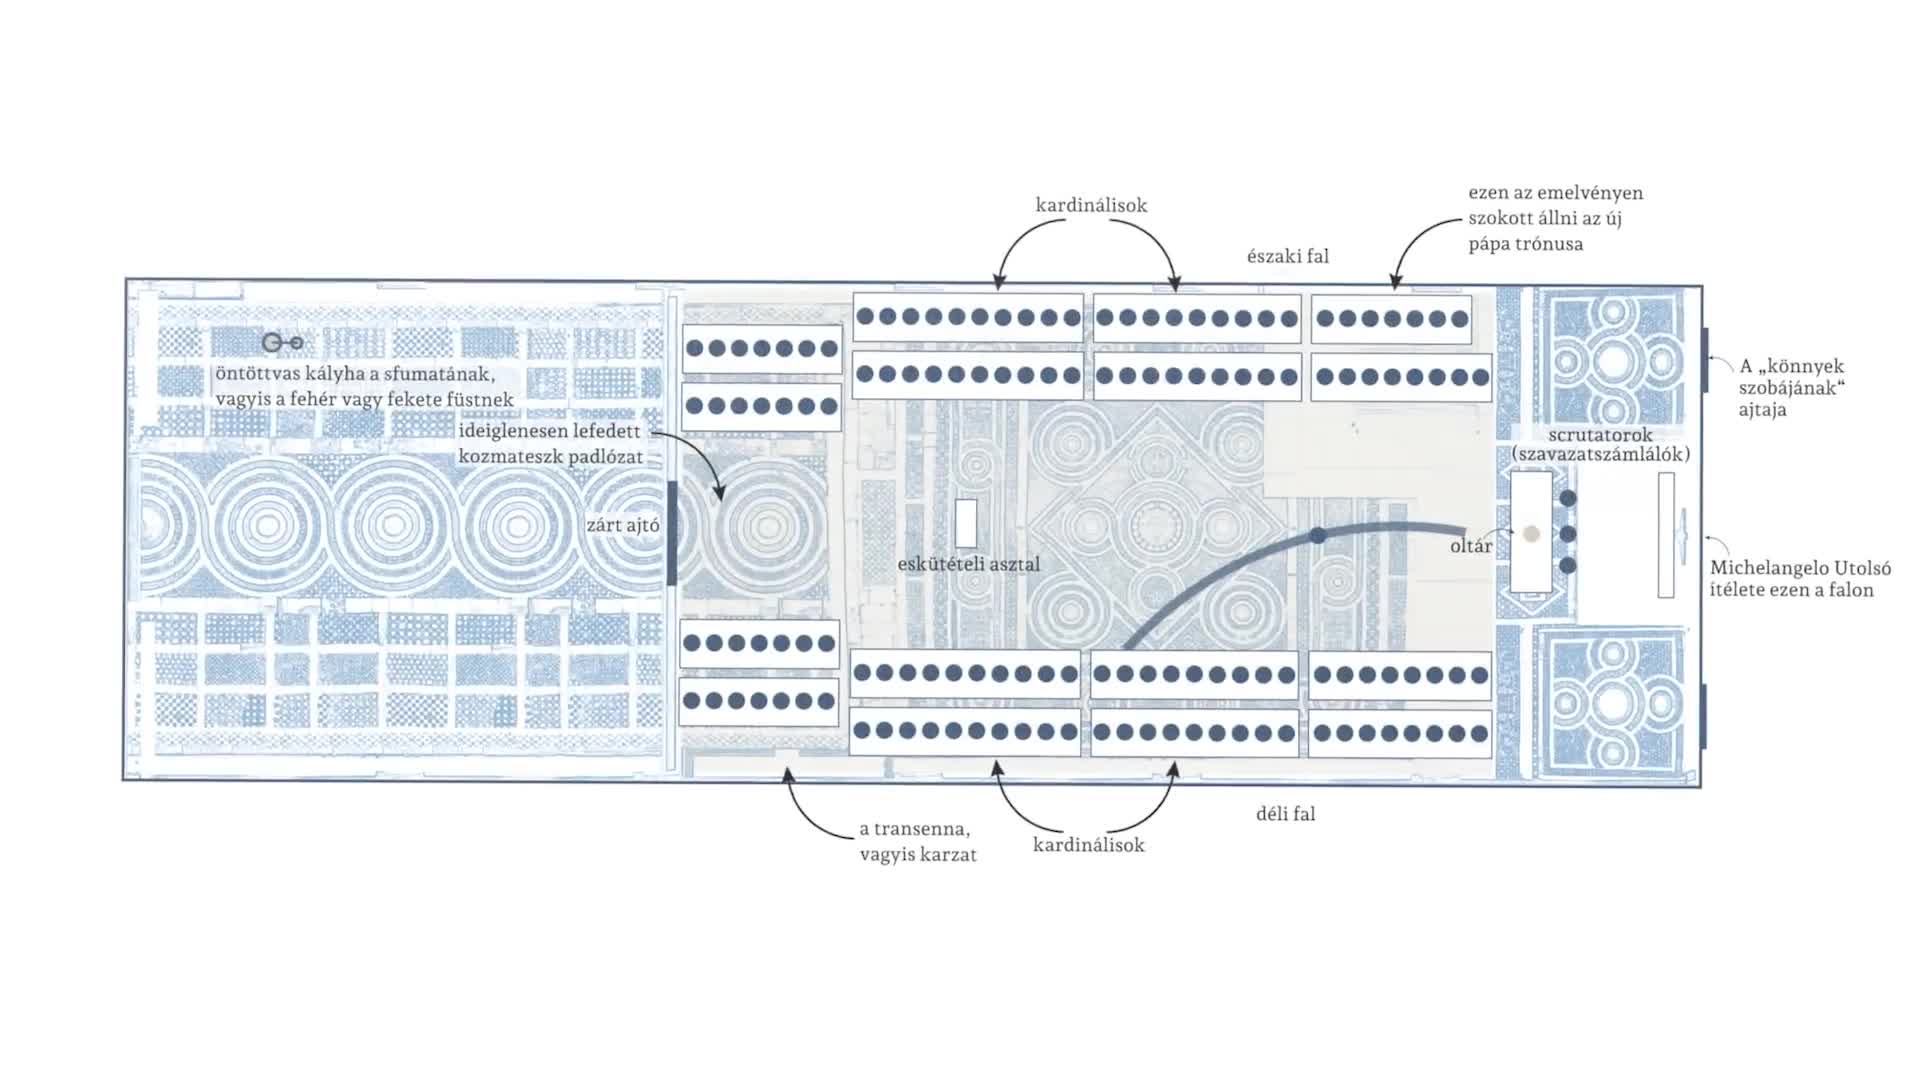 kardinálisok
ezen az emelvényen
szokott állni az új
pápa trónusa
északi fal
öntöttvas kályha a sfumatának,
vagyis a fehér vagy fekete füstnek
ideiglenesen lefedett
kozmateszk padlózat
zárt ajtó
eskütételi asztal
oltár
scrutatorok
(szavazatszámlálók)
A „könnyek
szobájának“
ajtaja
Michelangelo Utolsó
ítélete ezen a falon
a transenna,
vagyis karzat
kardinálisok
déli fal